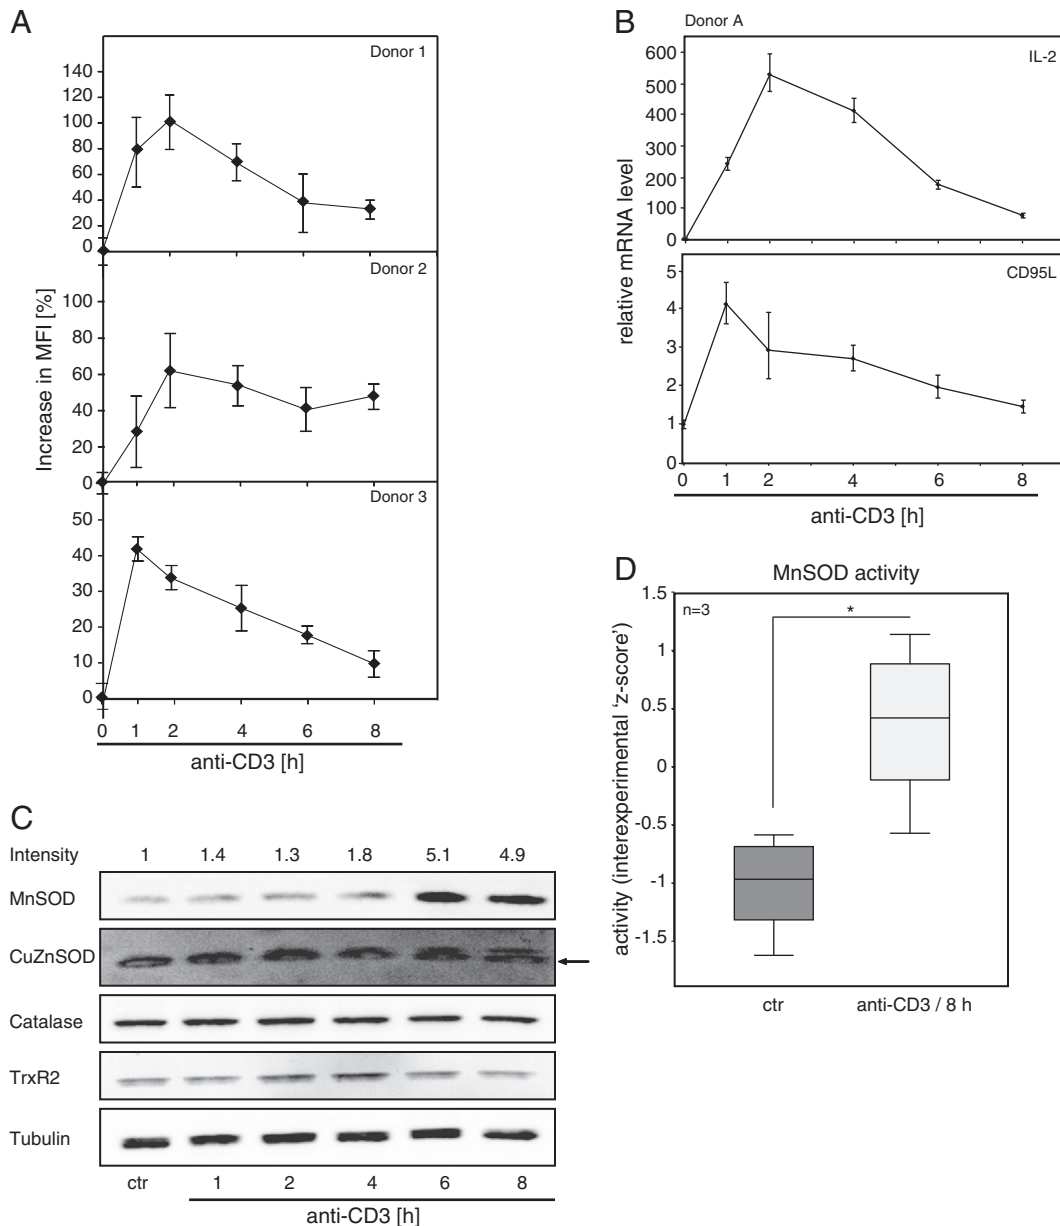 A
Donor 1
140
120
100
80
60
40
20
0
Donor 2
100
80
60
40
20
0
Donor 3
50
40
30
20
10
0
Increase in MFI [%]
0 1 2 4 6 8
anti-CD3 [h]
B
Donor A
IL-2
600
500
400
300
200
100
0
CD95L
5
4
3
2
1
0
relative mRNA level
0 1 2 4 6 8
anti-CD3 [h]
C
Intensity 1 1.4 1.3 1.8 5.1 4.9
MnSOD
CuZnSOD
Catalase
TrxR2
Tubulin
ctr 1 2 4 6 8
anti-CD3 [h]
D
MnSOD activity
n=3
*
1.5
1
0.5
0
-0.5
-1
-1.5
activity (interexperimental 'z-score')
ctr anti-CD3 / 8 h